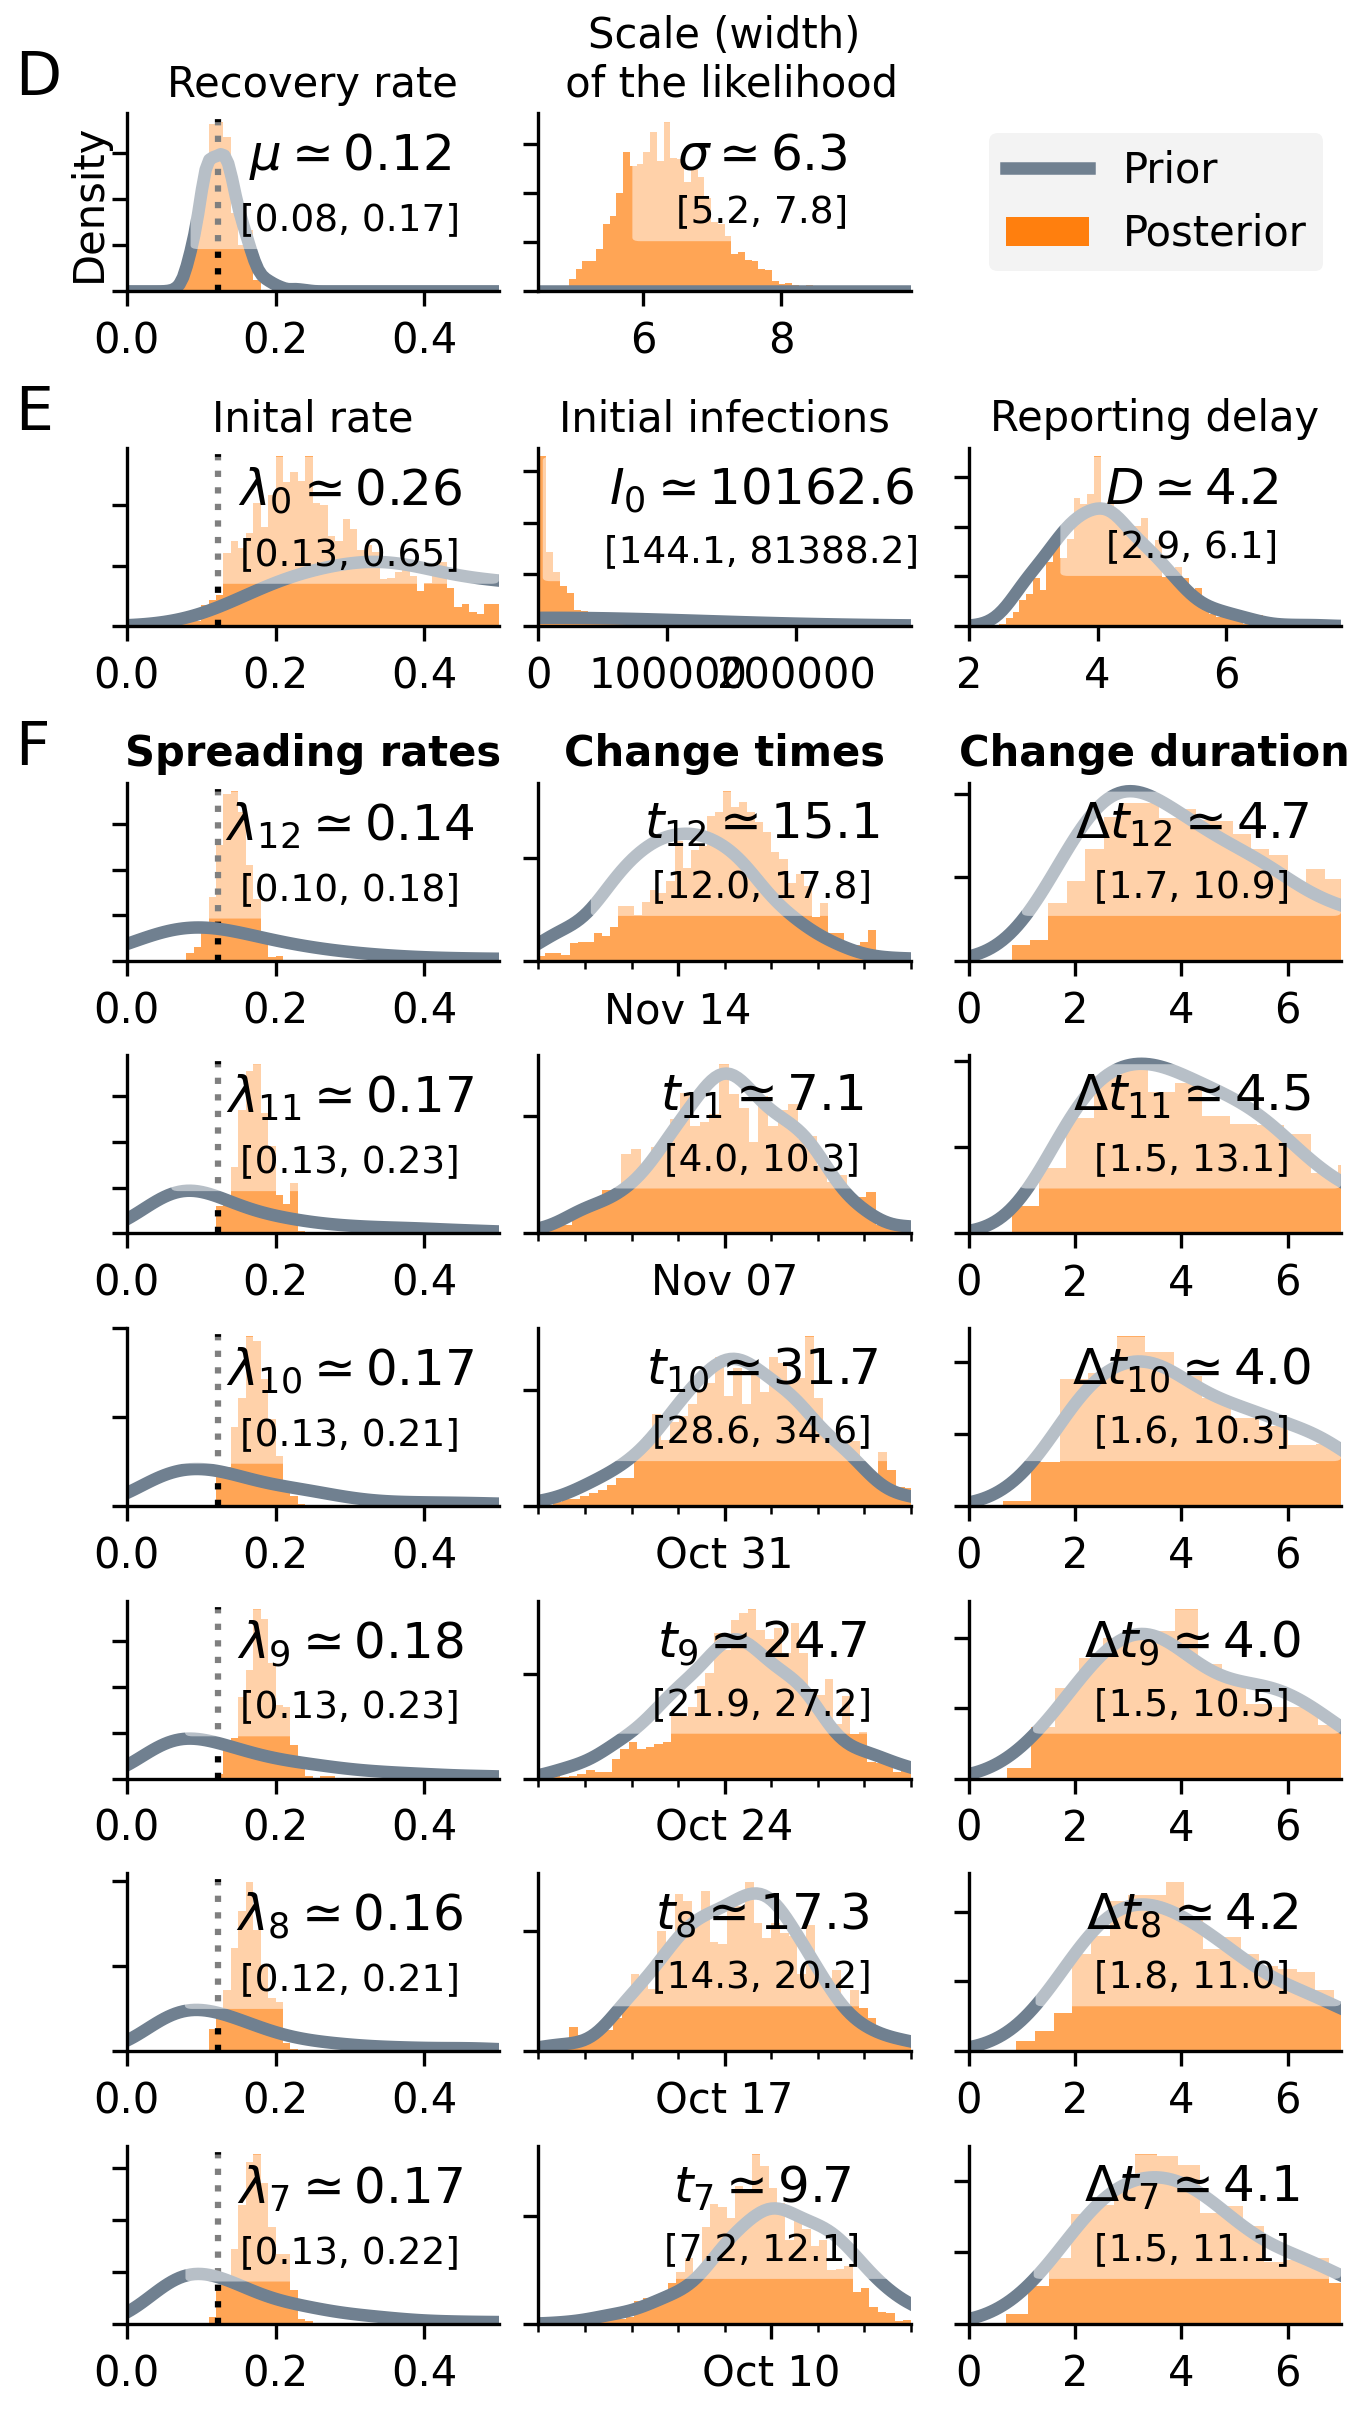 D
Recovery rate
Scale (width)
of the likelihood
Density
μ ≃ 0.12
[0.08, 0.17]
σ ≃ 6.3
[5.2, 7.8]
Prior
Posterior
0.0 0.2 0.4
6 8
E
Inital rate
Initial infections
Reporting delay
λ₀ ≃ 0.26
[0.13, 0.65]
I₀ ≃ 10162.6
[144.1, 81388.2]
D ≃ 4.2
[2.9, 6.1]
0.0 0.2 0.4
0 100000 200000
2 4 6
F
Spreading rates
Change times
Change duration
λ₁₂ ≃ 0.14
[0.10, 0.18]
t₁₂ ≃ 15.1
[12.0, 17.8]
Δt₁₂ ≃ 4.7
[1.7, 10.9]
0.0 0.2 0.4
Nov 14
0 2 4 6
λ₁₁ ≃ 0.17
[0.13, 0.23]
t₁₁ ≃ 7.1
[4.0, 10.3]
Δt₁₁ ≃ 4.5
[1.5, 13.1]
0.0 0.2 0.4
Nov 07
0 2 4 6
λ₁₀ ≃ 0.17
[0.13, 0.21]
t₁₀ ≃ 31.7
[28.6, 34.6]
Δt₁₀ ≃ 4.0
[1.6, 10.3]
0.0 0.2 0.4
Oct 31
0 2 4 6
λ₉ ≃ 0.18
[0.13, 0.23]
t₉ ≃ 24.7
[21.9, 27.2]
Δt₉ ≃ 4.0
[1.5, 10.5]
0.0 0.2 0.4
Oct 24
0 2 4 6
λ₈ ≃ 0.16
[0.12, 0.21]
t₈ ≃ 17.3
[14.3, 20.2]
Δt₈ ≃ 4.2
[1.8, 11.0]
0.0 0.2 0.4
Oct 17
0 2 4 6
λ₇ ≃ 0.17
[0.13, 0.22]
t₇ ≃ 9.7
[7.2, 12.1]
Δt₇ ≃ 4.1
[1.5, 11.1]
0.0 0.2 0.4
Oct 10
0 2 4 6